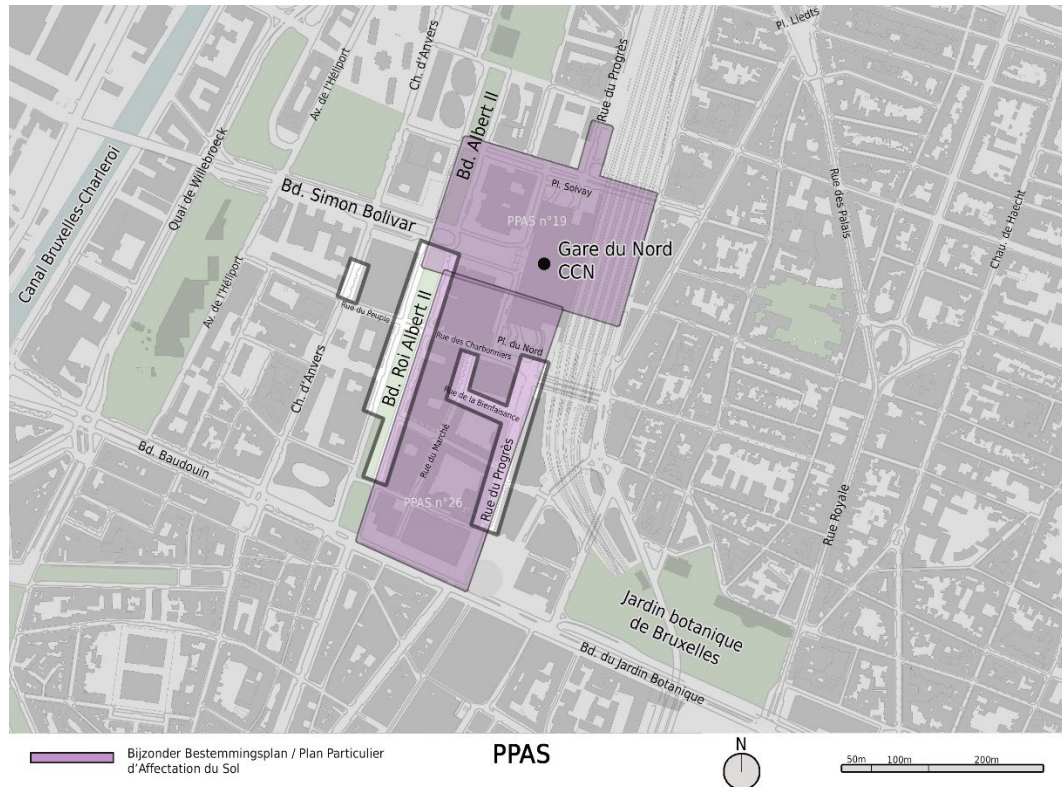 Pl. Liedts
Ch. d'Anvers
Rue du Progrès
Av. de l'Héliport
Bd. Albert II
Canal Bruxelles-Charleroi
Quai de Willebroeck
Rue des Palais
Chau. de Haecht
Bd. Simon Bolivar
Pl. Solvay
PPAS n°19
Gare du Nord
CCN
Av. de l'Héliport
Rue du Peuple
Bd. Roi Albert II
Rue des Charbonniers
Pl. du Nord
Ch. d'Anvers
Rue de la Brenfaisance
Bd. Baudouin
Rue du Marché
Rue du Progrès
PPAS n°26
Rue Royale
Jardin botanique
de Bruxelles
Bd. du Jardin Botanique
Bijzonder Bestemmingsplan / Plan Particulier
d'Affectation du Sol
PPAS
N
50m 100m 200m